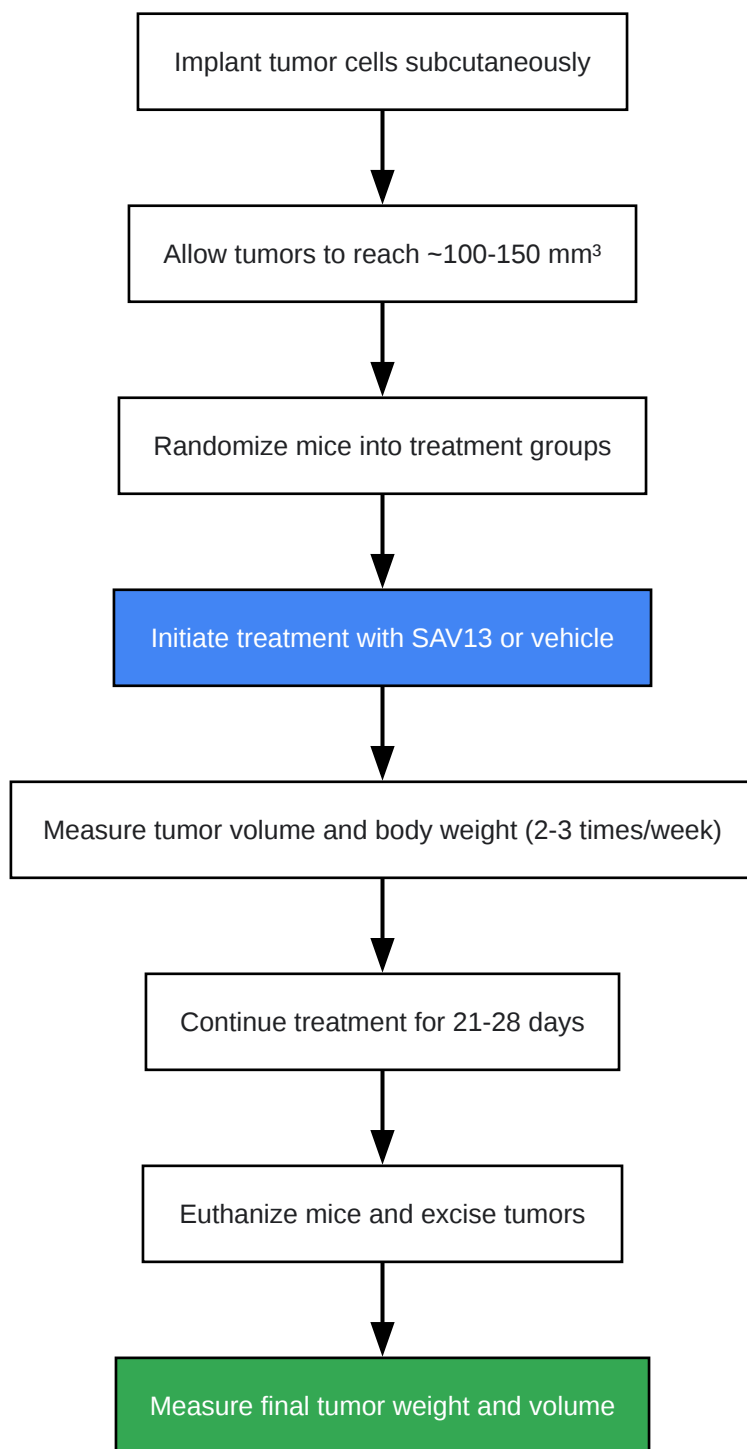 Implant tumor cells subcutaneously
Allow tumors to reach ~100-150 mm³
Randomize mice into treatment groups
Initiate treatment with SAV13 or vehicle
Measure tumor volume and body weight (2-3 times/week)
Continue treatment for 21-28 days
Euthanize mice and excise tumors
Measure final tumor weight and volume